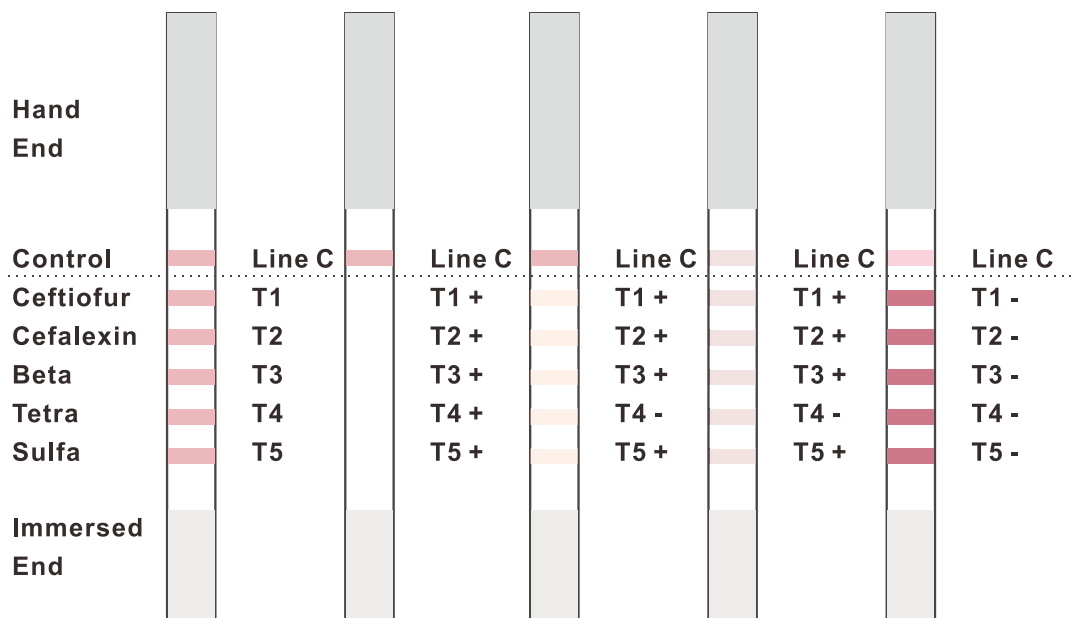 Hand
End
Control Line C Line C Line C Line C Line C
Ceftiofur T1 T1 + T1 + T1 + T1 -
Cefalexin T2 T2 + T2 + T2 + T2 -
Beta T3 T3 + T3 + T3 + T3 -
Tetra T4 T4 + T4 - T4 - T4 -
Sulfa T5 T5 + T5 + T5 + T5 -
Immersed
End